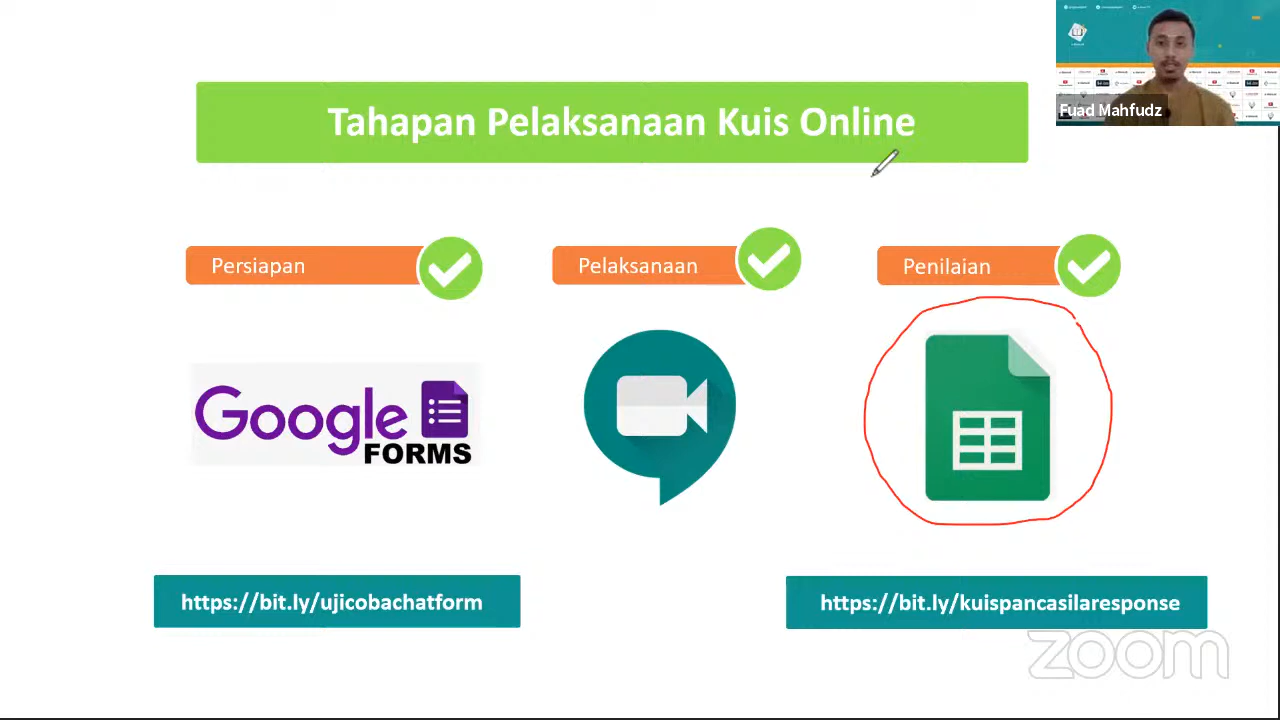 Tahapan Pelaksanaan Kuis Online
Fuad Mahfudz
Persiapan
Pelaksanaan
Penilaian
Google
FORMS
https://bit.ly/ujicobachatform
https://bit.ly/kuispancasilaresponse
zoom